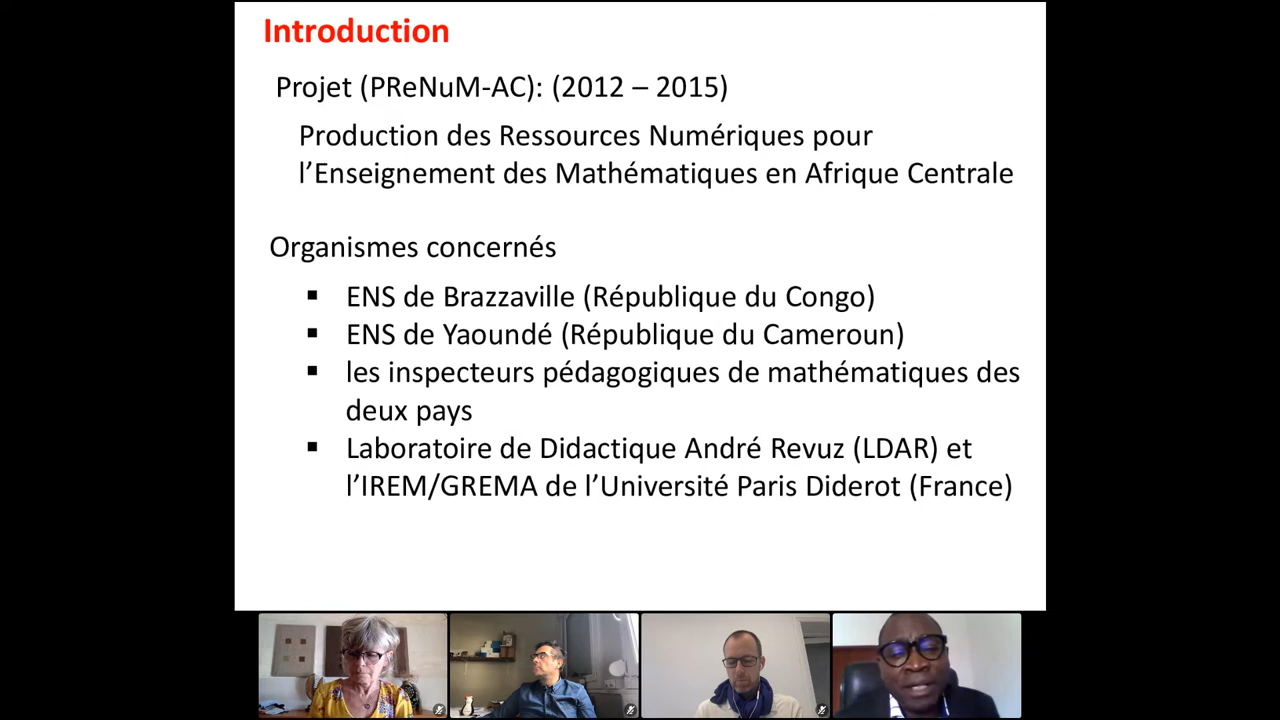 Introduction
Projet (PReNuM-AC): (2012 – 2015)
Production des Ressources Numériques pour
l’Enseignement des Mathématiques en Afrique Centrale
Organismes concernés
▪ ENS de Brazzaville (République du Congo)
▪ ENS de Yaoundé (République du Cameroun)
▪ les inspecteurs pédagogiques de mathématiques des
deux pays
▪ Laboratoire de Didactique André Revuz (LDAR) et
l’IREM/GREMA de l’Université Paris Diderot (France)